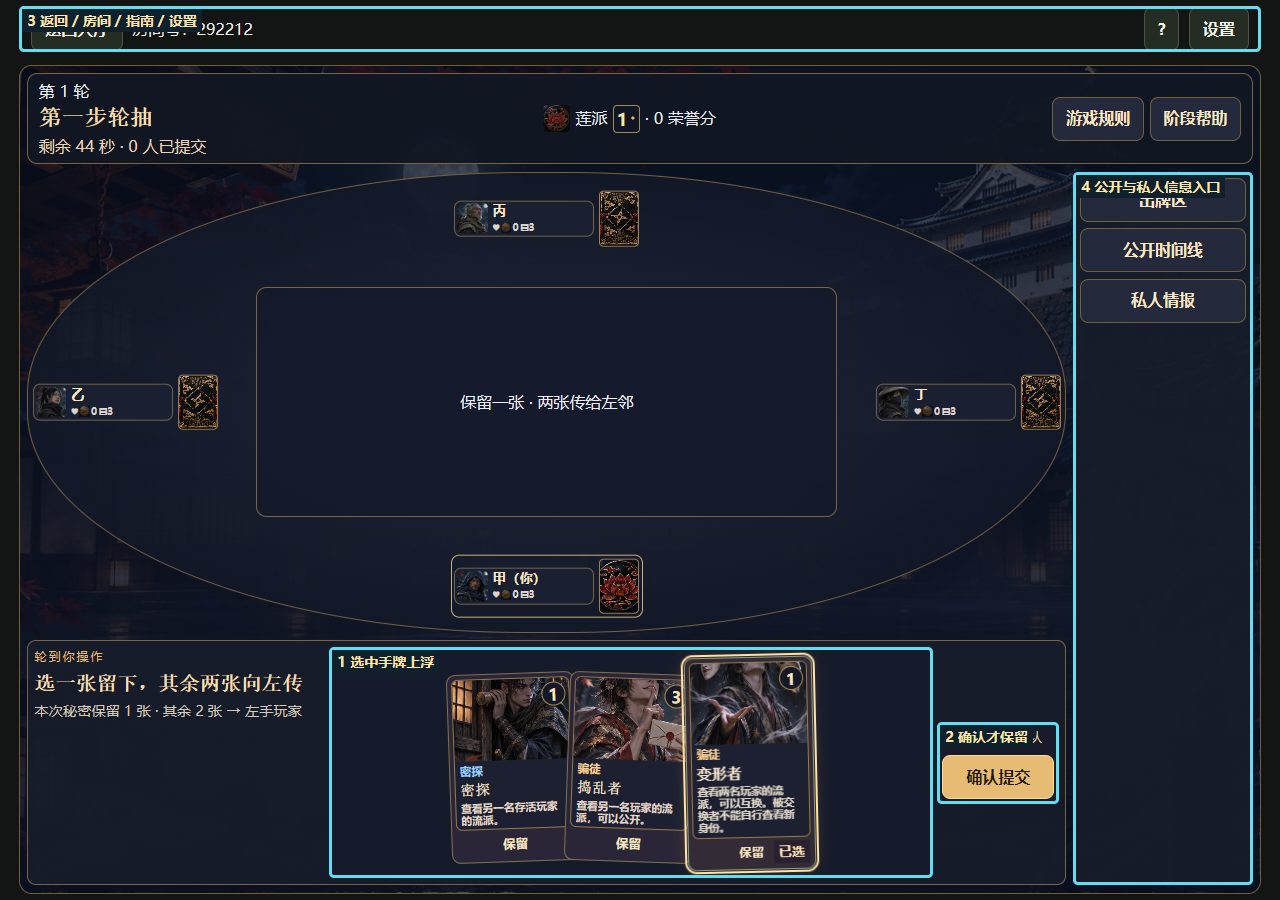 3 返回 / 房间 / 指南 / 设置
292212
?
设置
第 1 轮
第一步轮抽
剩余 44 秒 · 0 人已提交
莲派 1· · 0 荣誉分
游戏规则
阶段帮助
4 公开与私人信息入口
出牌区
公开时间线
私人情报
丙
0 3
乙
0 3
丁
0 3
保留一张 · 两张传给左邻
甲（你）
0 3
轮到你操作
选一张留下，其余两张向左传
本次秘密保留 1 张 · 其余 2 张 → 左手玩家
1 选中手牌上浮
1
密探
密探
查看另一名存活玩家
的流派。
保留
3
骗徒
捣乱者
查看另一名玩家的流
派，可以公开。
保留
1
骗徒
变形者
查看两名玩家的流
派，可以互换。被交
换者不能自行查看新
身份。
保留 已选
2 确认才保留 人
确认提交